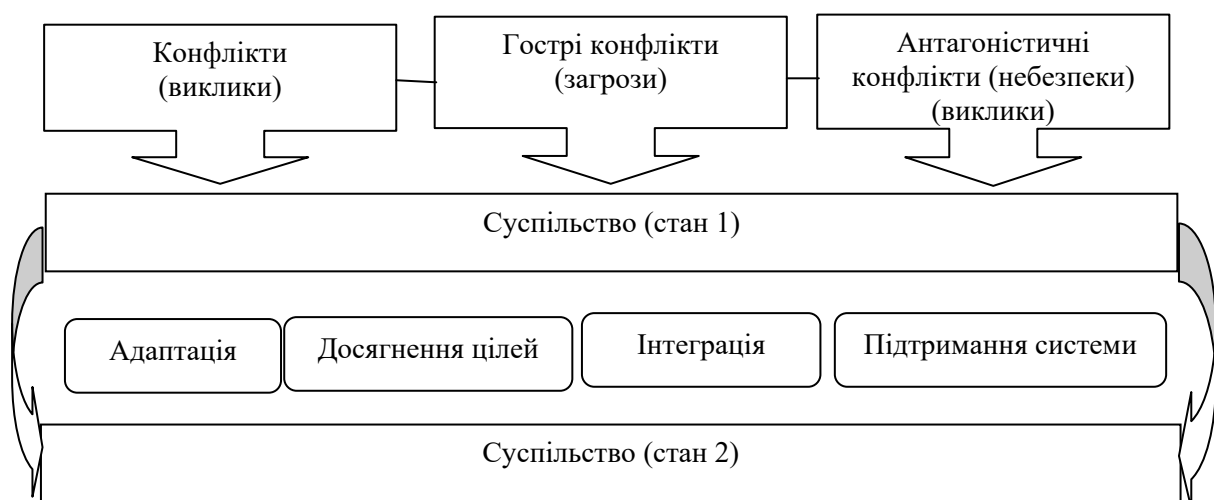 Конфлікти
(виклики)
Гострі конфлікти
(загрози)
Антагоністичні
конфлікти (небезпеки)
(виклики)
Суспільство (стан 1)
Адаптація
Досягнення цілей
Інтеграція
Підтримання системи
Суспільство (стан 2)